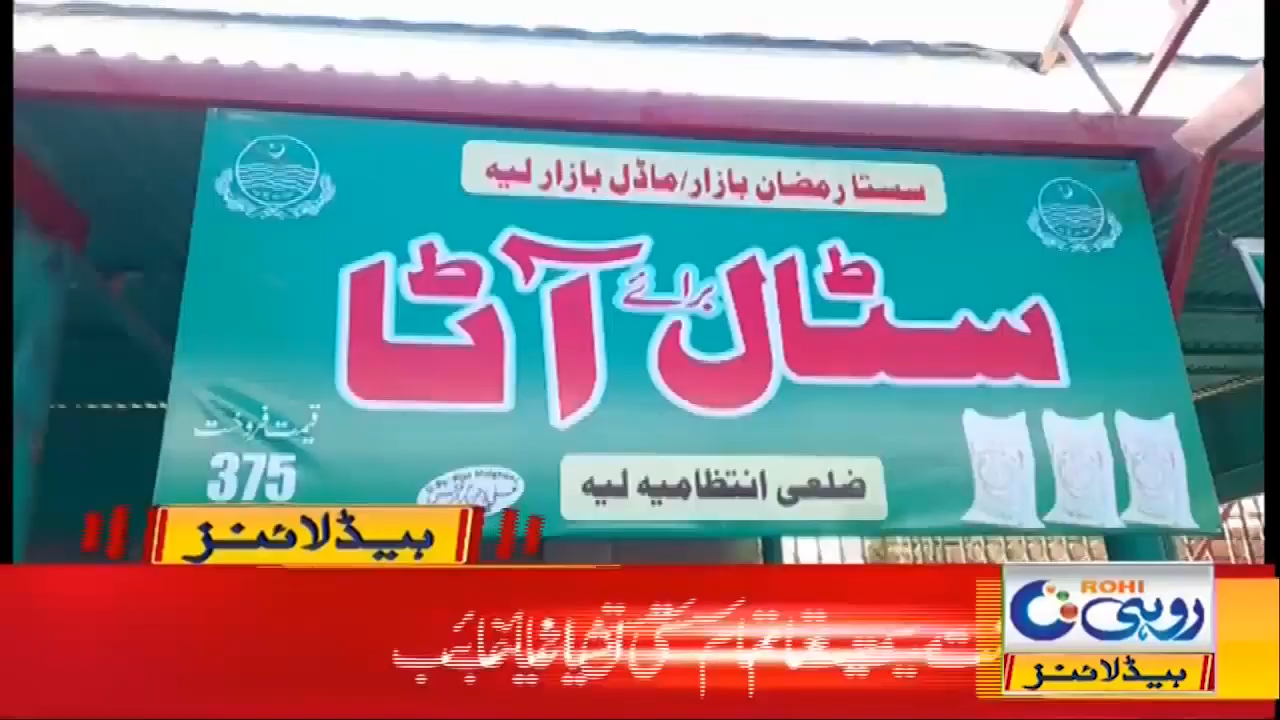 سستا رمضان بازار/ماڈل بازار لیہ
سٹال برائے آٹا
قیمت فروخت
375
ضلعی انتظامیہ لیہ
ہیڈلائنز
ROHI
روہی
ہیڈلائنز